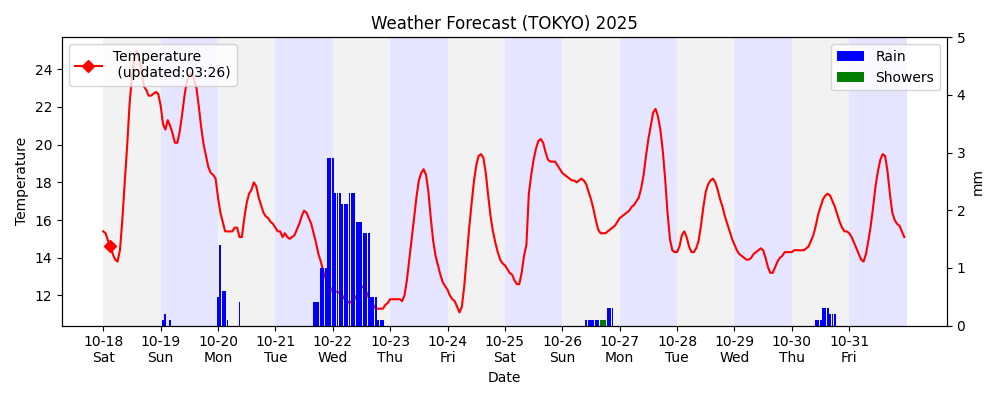 Weather Forecast (TOKYO) 2025
Temperature
(updated:03:26)
Rain
Showers
Temperature
24
22
20
18
16
14
12
5
4
3
2
1
0
mm
10-18 10-19 10-20 10-21 10-22 10-23 10-24 10-25 10-26 10-27 10-28 10-29 10-30 10-31
Sat Sun Mon Tue Wed Thu Fri Sat Sun Mon Tue Wed Thu Fri
Date